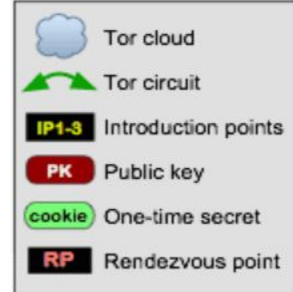 Tor cloud
Tor circuit
IP1-3 Introduction points
PK Public key
cookie One-time secret
RP Rendezvous point